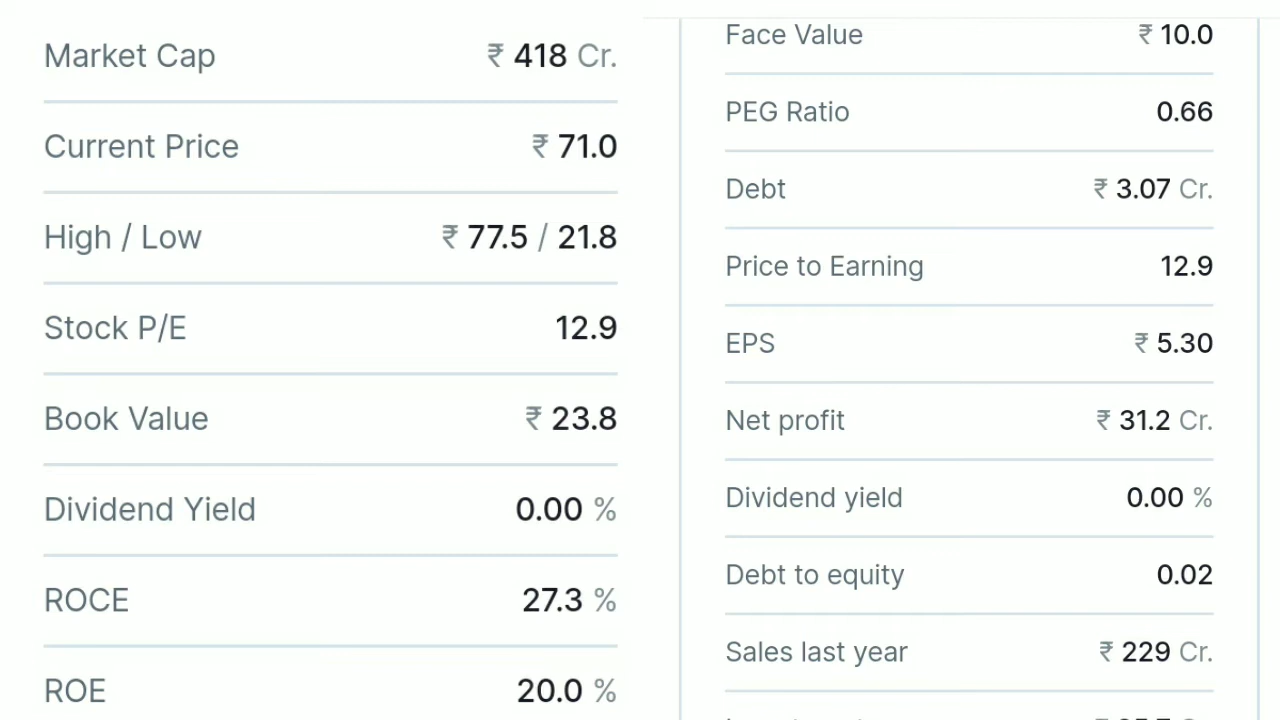 Market Cap ₹ 418 Cr.
Current Price ₹ 71.0
High / Low ₹ 77.5 / 21.8
Stock P/E 12.9
Book Value ₹ 23.8
Dividend Yield 0.00 %
ROCE 27.3 %
ROE 20.0 %
Face Value ₹ 10.0
PEG Ratio 0.66
Debt ₹ 3.07 Cr.
Price to Earning 12.9
EPS ₹ 5.30
Net profit ₹ 31.2 Cr.
Dividend yield 0.00 %
Debt to equity 0.02
Sales last year ₹ 229 Cr.